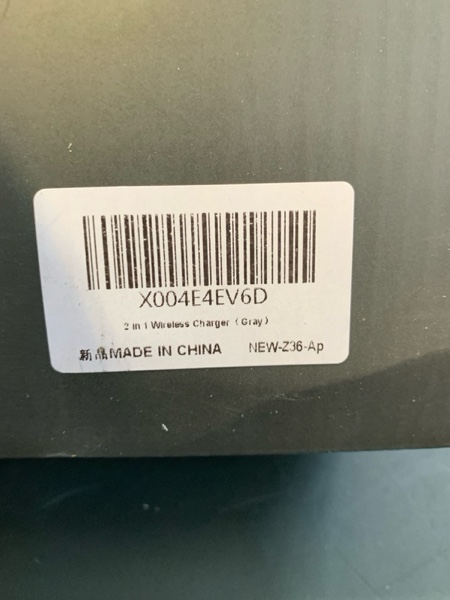 X004E4EV6D
2 in 1 Wireless Charger ( Gray )
新品MADE IN CHINA NEW-Z36-Ap